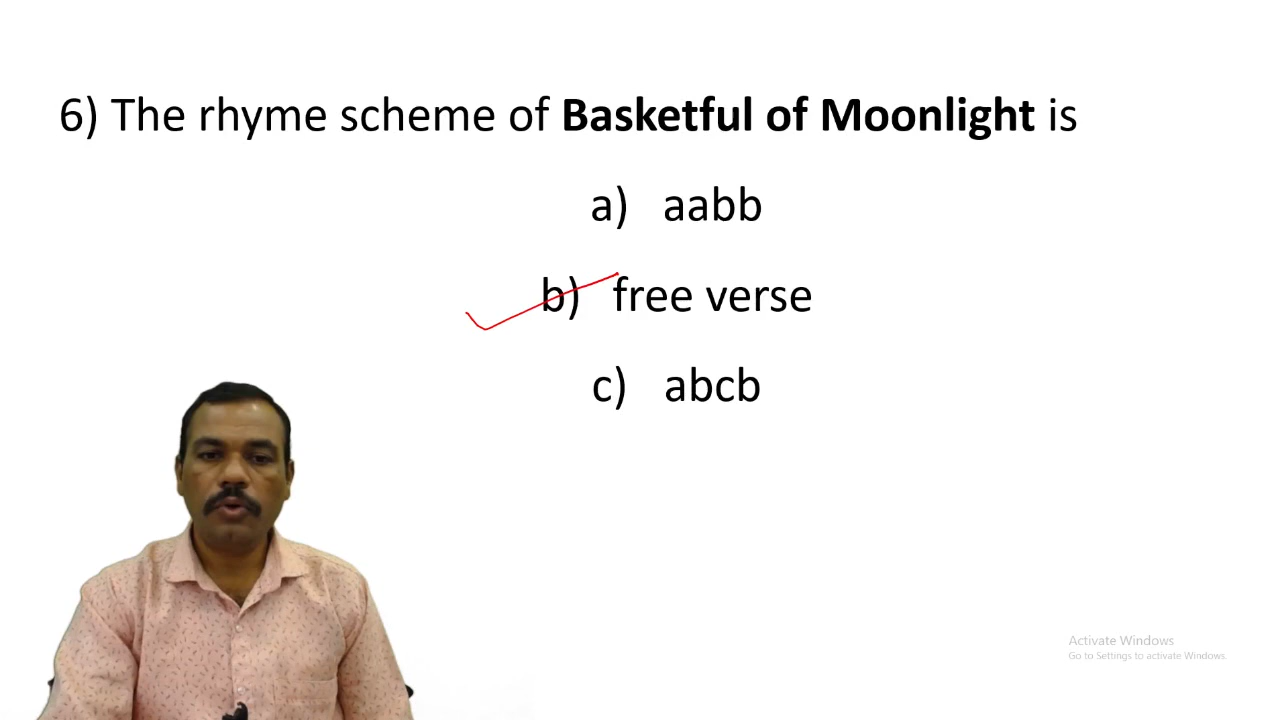 6) The rhyme scheme of Basketful of Moonlight is
a) aabb
b) free verse
c) abcb
Activate Windows
Go to Settings to activate Windows.